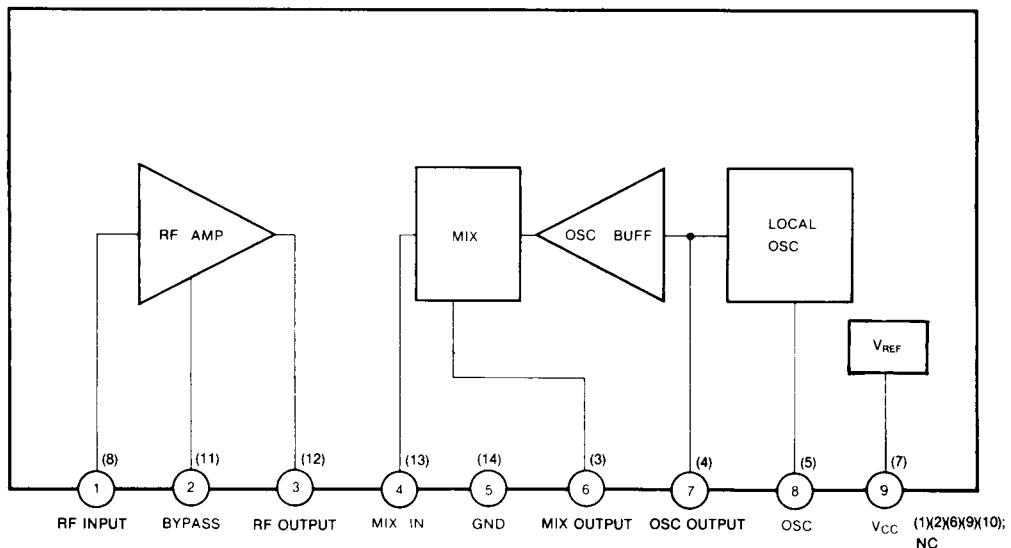 RF AMP
MIX
OSC BUFF
LOCAL
OSC
VREF
(8) (11) (12) (13) (14) (3) (4) (5) (7)
1 2 3 4 5 6 7 8 9
RF INPUT BYPASS RF OUTPUT MIX IN GND MIX OUTPUT OSC OUTPUT OSC VCC (1)(2)(6)(9)(10);
NC